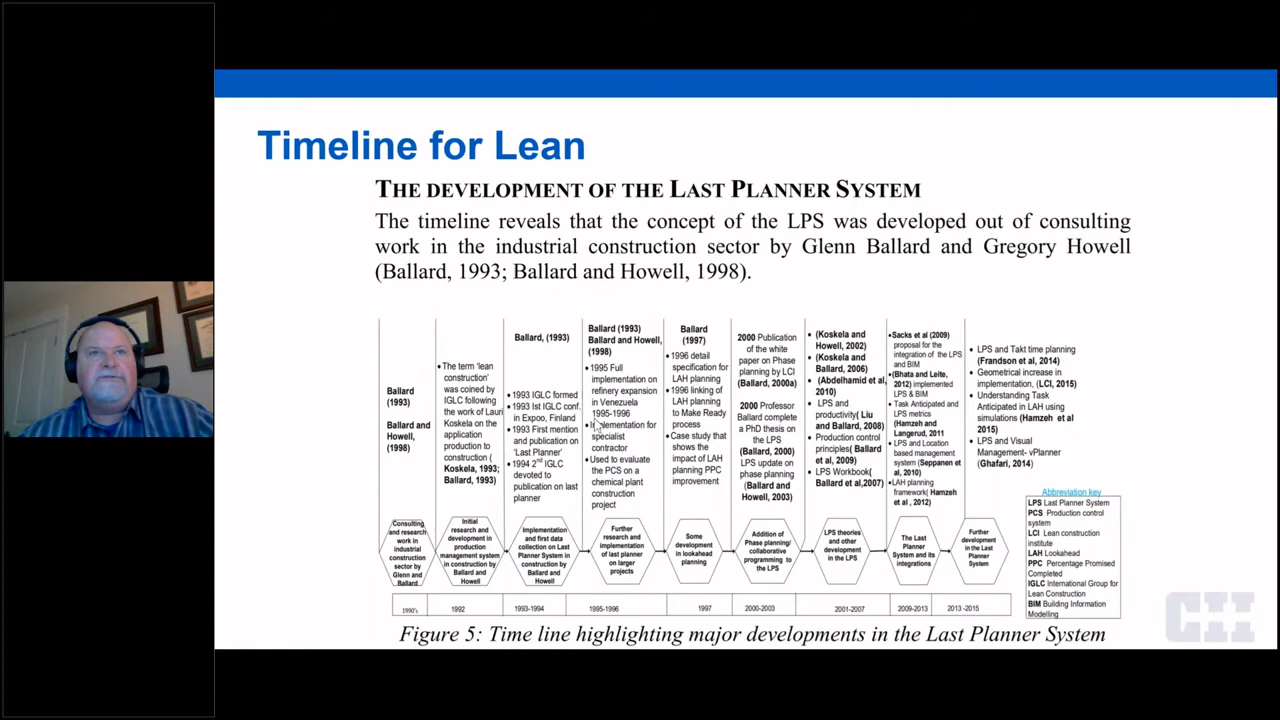 Timeline for Lean
THE DEVELOPMENT OF THE LAST PLANNER SYSTEM
The timeline reveals that the concept of the LPS was developed out of consulting
work in the industrial construction sector by Glenn Ballard and Gregory Howell
(Ballard, 1993; Ballard and Howell, 1998).
Ballard
(1993)
Ballard and
Howell,
(1998)
• The term 'lean
construction'
was coined by
IGLC following
the work of Lauri
Koskela on the
application
production to
construction (
Koskela, 1993;
Ballard, 1993)
Ballard, (1993)
• 1993 IGLC formed
• 1993 Ist IGLC conf.
in Expoo, Finland
• 1993 First mention
and publication on
'Last Planner'
• 1994 2nd IGLC
devoted to
publication on last
planner
Ballard (1993)
Ballard and Howell,
(1998)
• 1995 Full
implementation on
refinery expansion
in Venezuela
1995-1996
• Implementation for
specialist
contractor
• Used to evaluate
the PCS on a
chemical plant
construction
project
Ballard
(1997)
• 1996 detail
specification for
LAH planning
• 1996 linking of
LAH planning
to Make Ready
process
• Case study that
shows the
impact of LAH
planning PPC
improvement
2000 Publication
of the white
paper on Phase
planning by LCI
(Ballard, 2000a)
2000 Professor
Ballard complete
a PhD thesis on
the LPS
(Ballard, 2000)
LPS update on
phase planning
(Ballard and
Howell, 2003)
• (Koskela and
Howell, 2002)
• (Koskela and
Ballard, 2006)
• (Abdelhamid et al,
2010)
• LPS and
productivity( Liu
and Ballard, 2008)
• Production control
principles( Ballard
et al, 2009)
• LPS Workbook(
Ballard et al,2007)
• Sacks et al (2009)
proposal for the
integration of the LPS
and BIM
• (Bhata and Leite,
2012) implemented
LPS & BIM
• Task Anticipated and
LPS metrics
(Hamzeh and
Langerud, 2011
• LPS and Location
based management
system (Seppanen et
al, 2010)
• LAH planning
framework( Hamzeh
et al , 2012)
• LPS and Takt time planning
(Frandson et al, 2014)
• Geometrical increase in
implementation, (LCI, 2015)
• Understanding Task
Anticipated in LAH using
simulations (Hamzeh et al
2015)
• LPS and Visual
Management- vPlanner
(Ghafari, 2014)
Consulting
and research
work in
industrial
construction
sector by
Glenn and
Ballard
Initial
research and
development in
production
management system
in construction by
Ballard and
Howell
Implementation
and first data
collection on Last
Planner System in
construction by
Ballard and
Howell
Further
research and
implementation
of last planner
on larger
projects
Some
development
in lookahead
planning
Addition of
Phase planning/
collaborative
programming to
the LPS
LPS theories
and other
development
in the LPS
The Last
Planner
System and its
integrations
Further
development
in the Last
Planner
System
1990's
1992
1993-1994
1995-1996
1997
2000-2003
2001-2007
2009-2013
2013 -2015
Abbreviation key
LPS Last Planner System
PCS Production control
system
LCI Lean construction
institute
LAH Lookahead
PPC Percentage Promised
Completed
IGLC International Group for
Lean Construction
BIM Building Information
Modelling
CH
Figure 5: Time line highlighting major developments in the Last Planner System